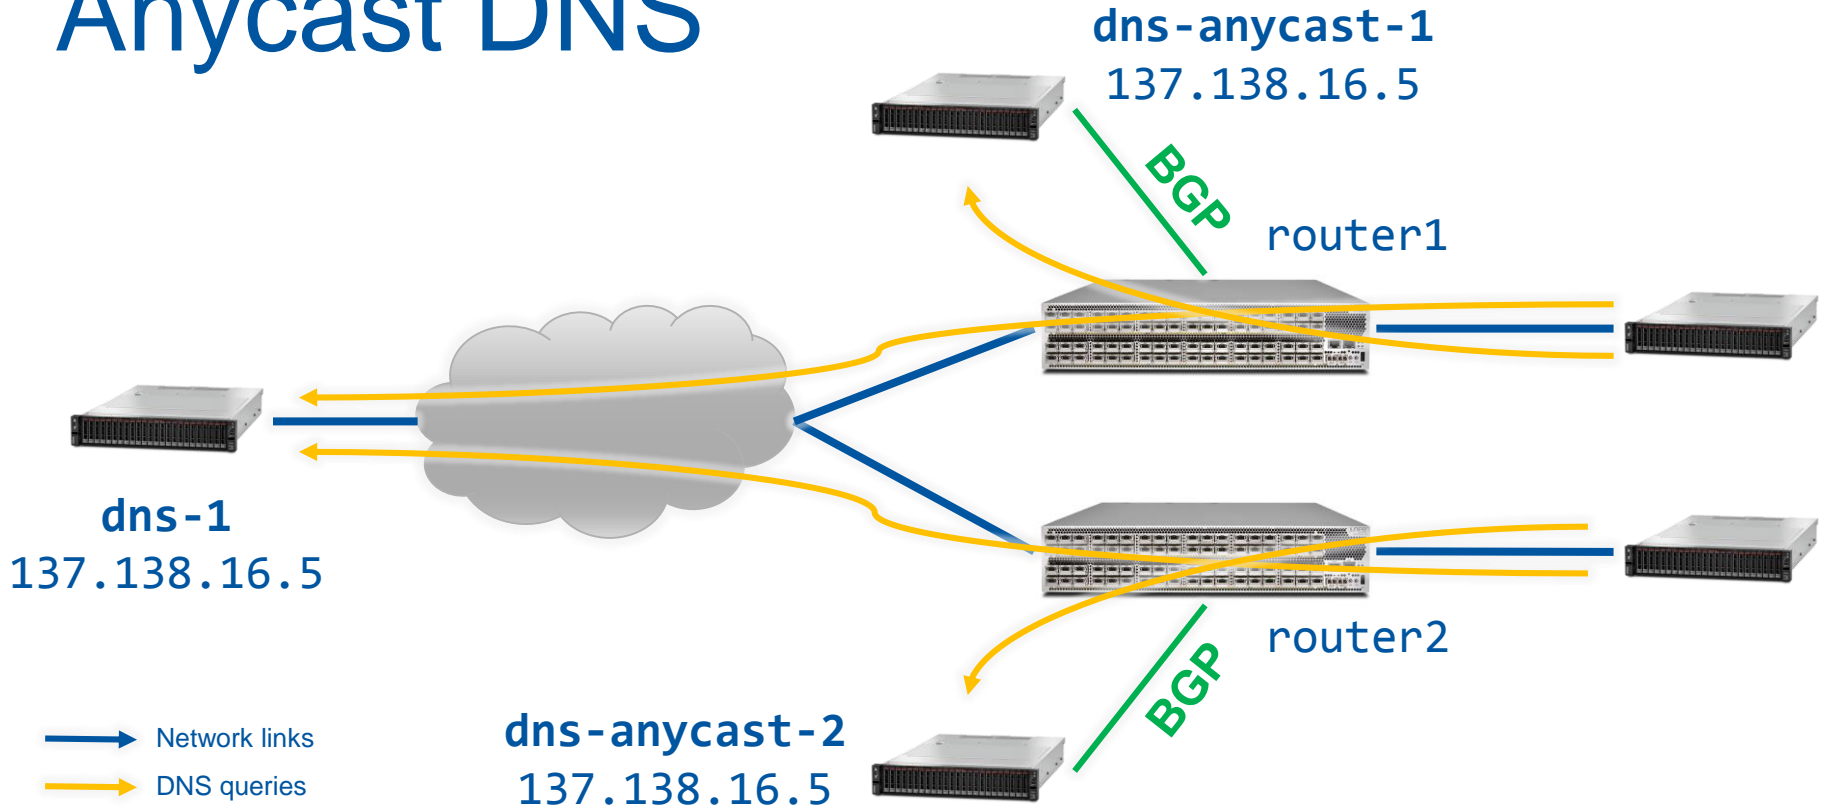 Anycast DNS
dns-anycast-1
137.138.16.5
BGP
router1
dns-1
137.138.16.5
router2
BGP
dns-anycast-2
137.138.16.5
Network links
DNS queries